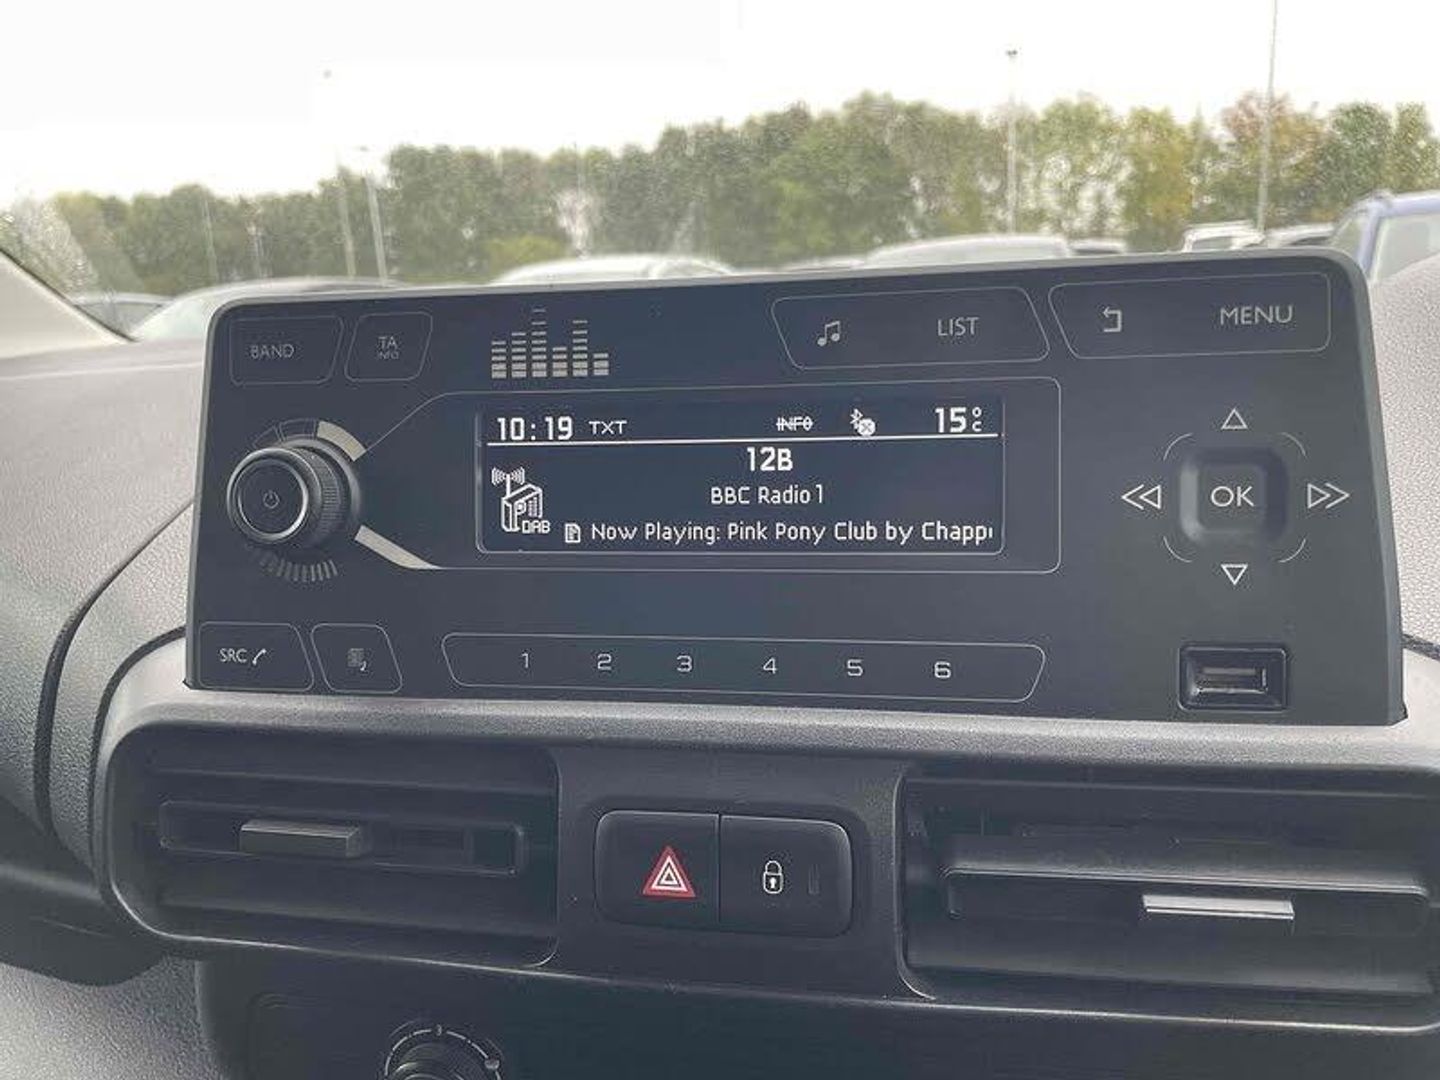 BAND
TA
INFO
LIST
MENU
10:19 TXT INFO 15°C
12B
BBC Radio 1
DAB
Now Playing: Pink Pony Club by Chapp
OK
SRC
1 2 3 4 5 6
3